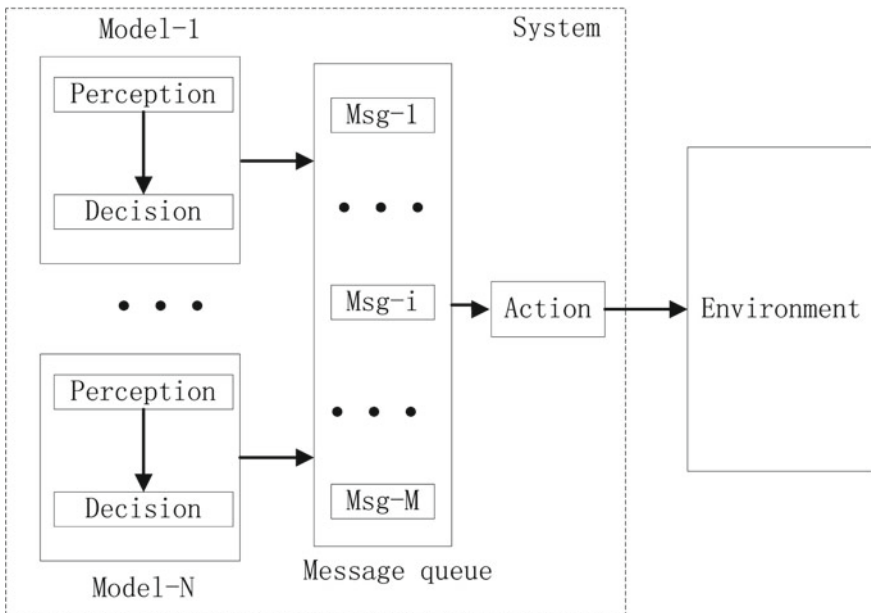 Model-1
System
Perception
Decision
Perception
Decision
Model-N
Msg-1
Msg-i
Msg-M
Message queue
Action
Environment